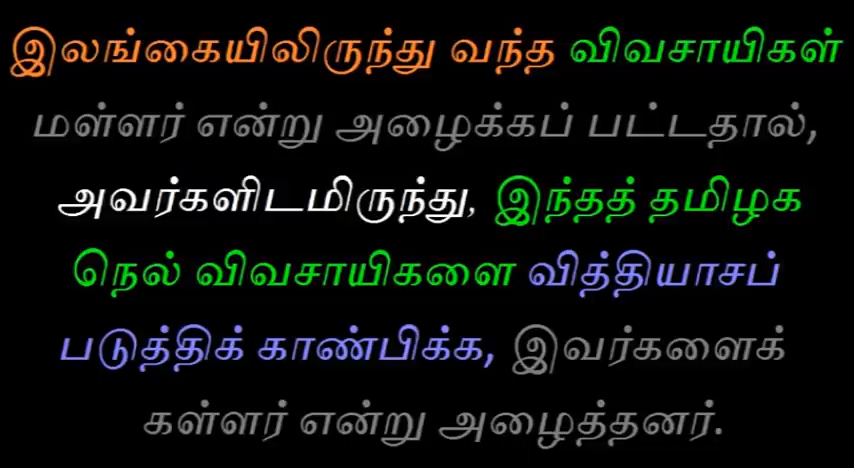 இலங்கையிலிருந்து வந்த விவசாயிகள்
மள்ளர் என்று அழைக்கப் பட்டதால்,
அவர்களிடமிருந்து, இந்தத் தமிழக
நெல் விவசாயிகளை வித்தியாசப்
படுத்திக் காண்பிக்க, இவர்களைக்
கள்ளர் என்று அழைத்தனர்.